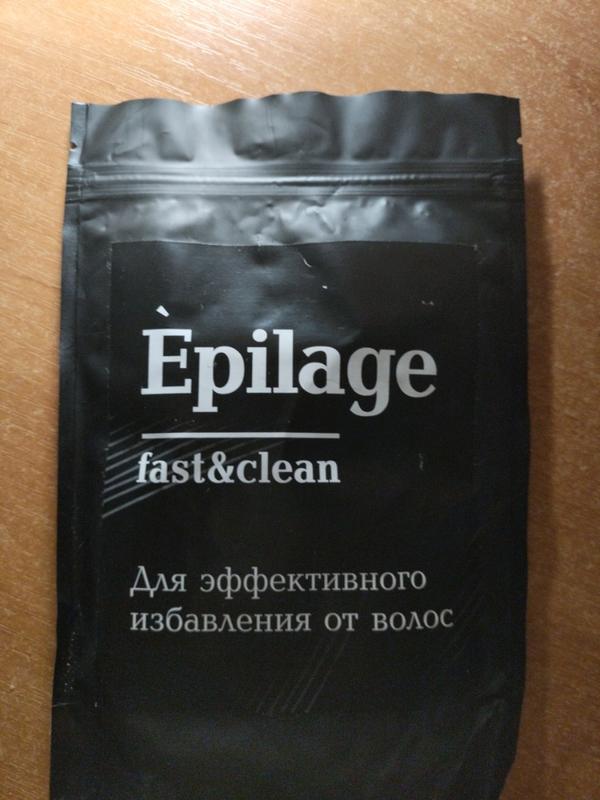 Èpilage
fast&clean
Для эффективного
избавления от волос